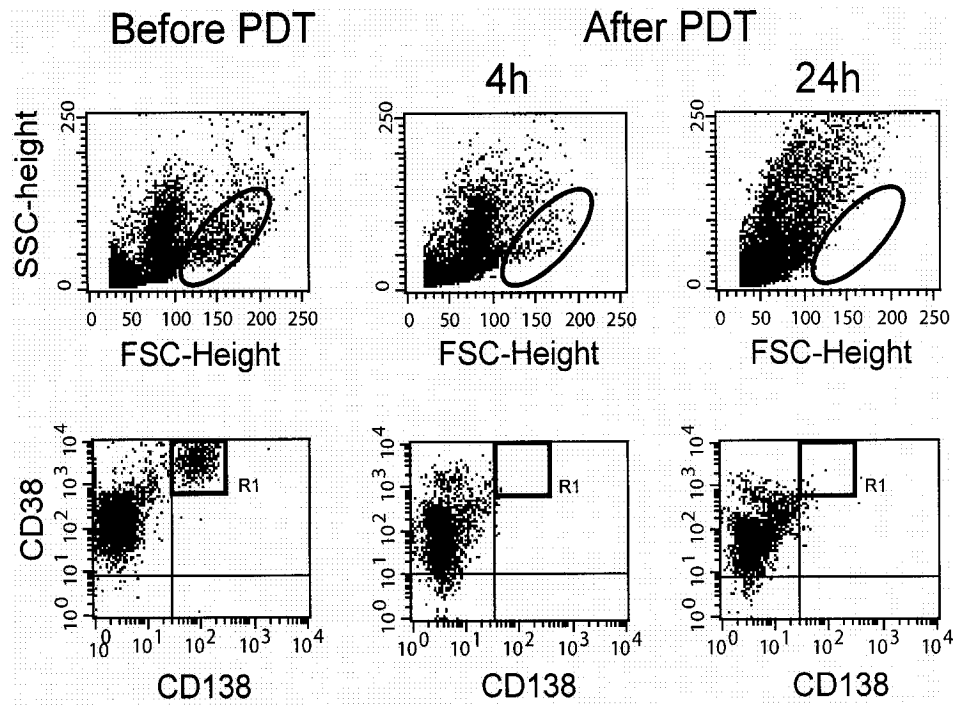 Before PDT
After PDT
4h
24h
SSC-height
250
0
0 50 100 150 200 250
FSC-Height
250
0
0 50 100 150 200 250
FSC-Height
250
0
0 50 100 150 200 250
FSC-Height
CD38
10^4
10^3
10^2
10^1
10^0
R1
10^0 10^1 10^2 10^3 10^4
CD138
10^4
10^3
10^2
10^1
10^0
R1
10^0 10^1 10^2 10^3 10^4
CD138
10^4
10^3
10^2
10^1
10^0
R1
10^0 10^1 10^2 10^3 10^4
CD138